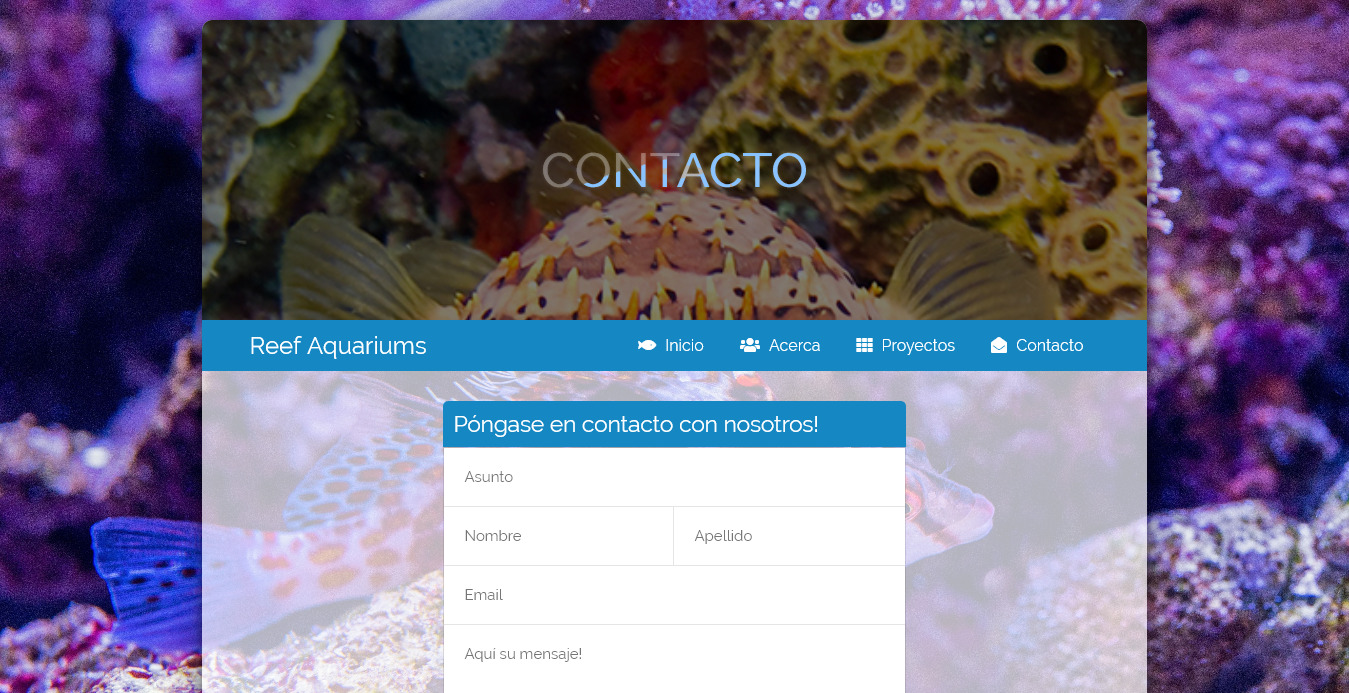 CONTACTO
Reef Aquariums
Inicio Acerca Proyectos Contacto
Póngase en contacto con nosotros!
Asunto
Nombre Apellido
Email
Aqui su mensaje!